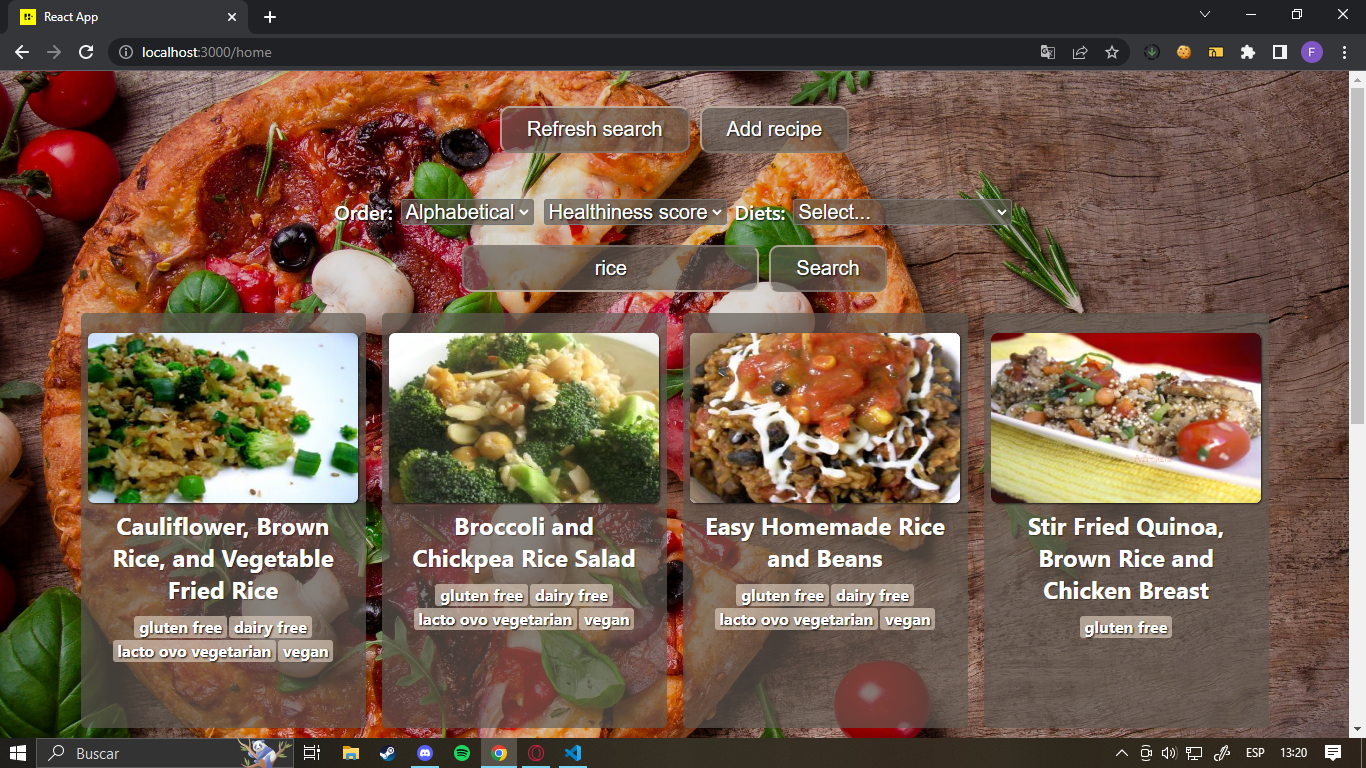 React App
localhost:3000/home
F
Refresh search
Add recipe
Order: Alphabetical Healthiness score Diets: Select...
rice
Search
Cauliflower, Brown
Rice, and Vegetable
Fried Rice
gluten free dairy free
lacto ovo vegetarian vegan
Broccoli and
Chickpea Rice Salad
gluten free dairy free
lacto ovo vegetarian vegan
Easy Homemade Rice
and Beans
gluten free dairy free
lacto ovo vegetarian vegan
Stir Fried Quinoa,
Brown Rice and
Chicken Breast
gluten free
Buscar
ESP
13:20